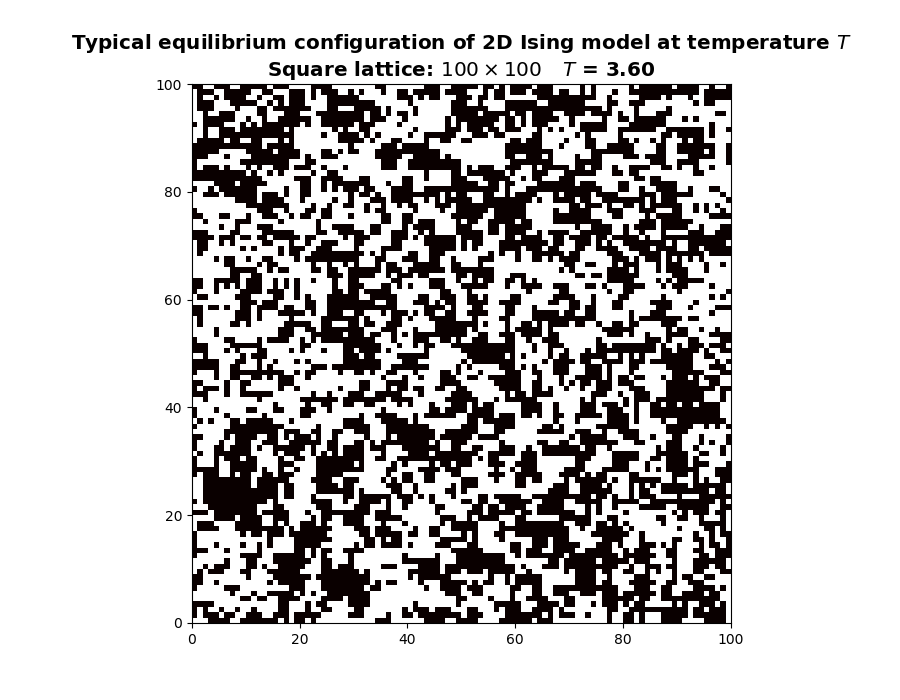 Typical equilibrium configuration of 2D Ising model at temperature T
Square lattice: 100 × 100 T = 3.60
100
80
60
40
20
0
0 20 40 60 80 100